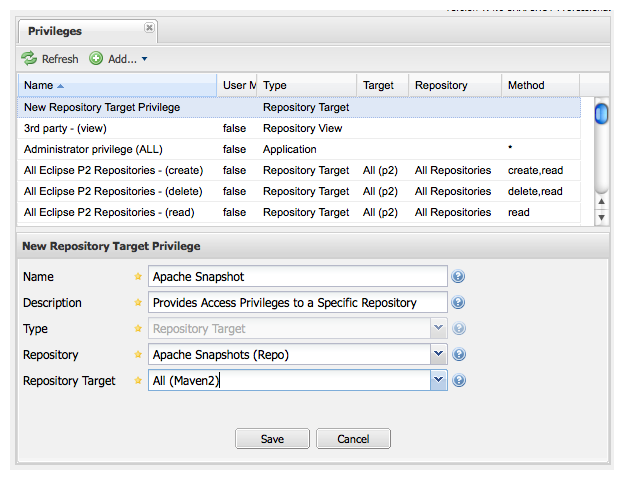 Privileges
Refresh Add...
Name User M Type Target Repository Method
New Repository Target Privilege Repository Target
3rd party - (view) false Repository View
Administrator privilege (ALL) false Application *
All Eclipse P2 Repositories - (create) false Repository Target All (p2) All Repositories create,read
All Eclipse P2 Repositories - (delete) false Repository Target All (p2) All Repositories delete,read
All Eclipse P2 Repositories - (read) false Repository Target All (p2) All Repositories read
New Repository Target Privilege
Name Apache Snapshot
Description Provides Access Privileges to a Specific Repository
Type Repository Target
Repository Apache Snapshots (Repo)
Repository Target All (Maven2)
Save Cancel